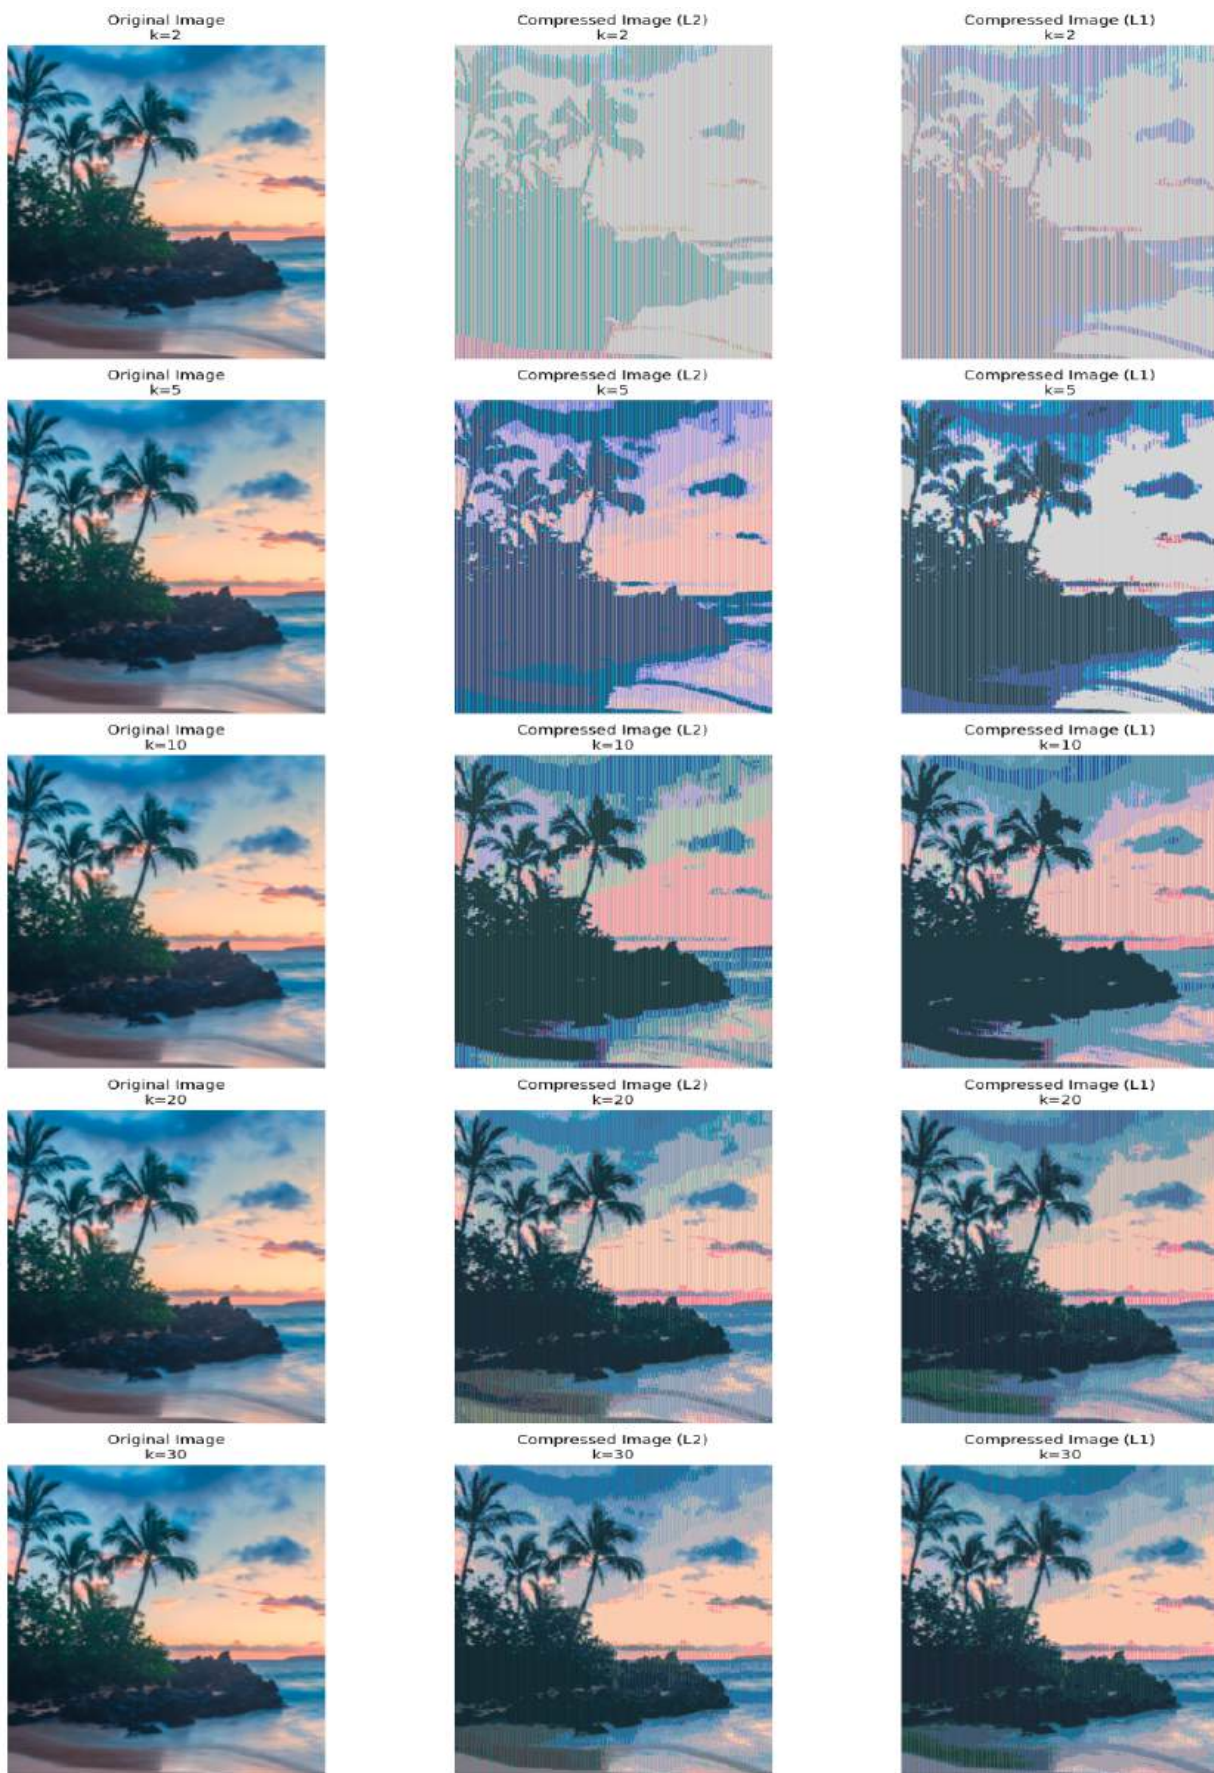 Original Image
k=2
Compressed Image (L2)
k=2
Compressed Image (L1)
k=2
Original Image
k=5
Compressed Image (L2)
k=5
Compressed Image (L1)
k=5
Original Image
k=10
Compressed Image (L2)
k=10
Compressed Image (L1)
k=10
Original Image
k=20
Compressed Image (L2)
k=20
Compressed Image (L1)
k=20
Original Image
k=30
Compressed Image (L2)
k=30
Compressed Image (L1)
k=30